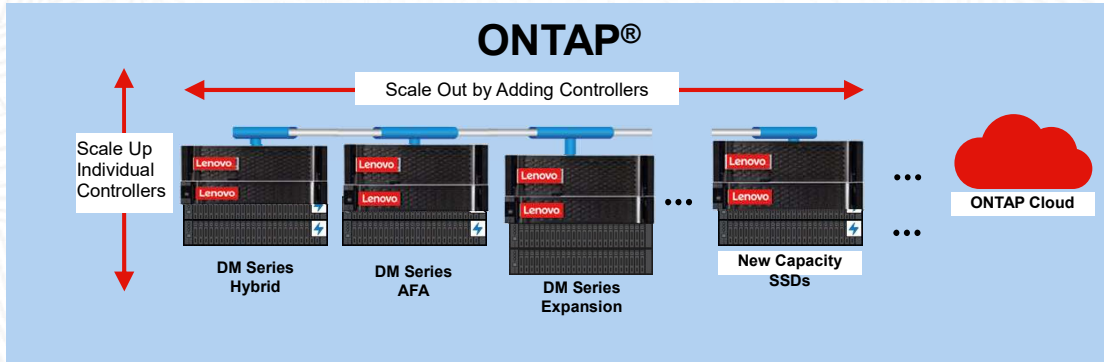 ONTAP®
Scale Out by Adding Controllers
Scale Up
Individual
Controllers
Lenovo
Lenovo
Lenovo
Lenovo
Lenovo
Lenovo
Lenovo
Lenovo
...
...
...
DM Series
Hybrid
DM Series
AFA
DM Series
Expansion
New Capacity
SSDs
ONTAP Cloud